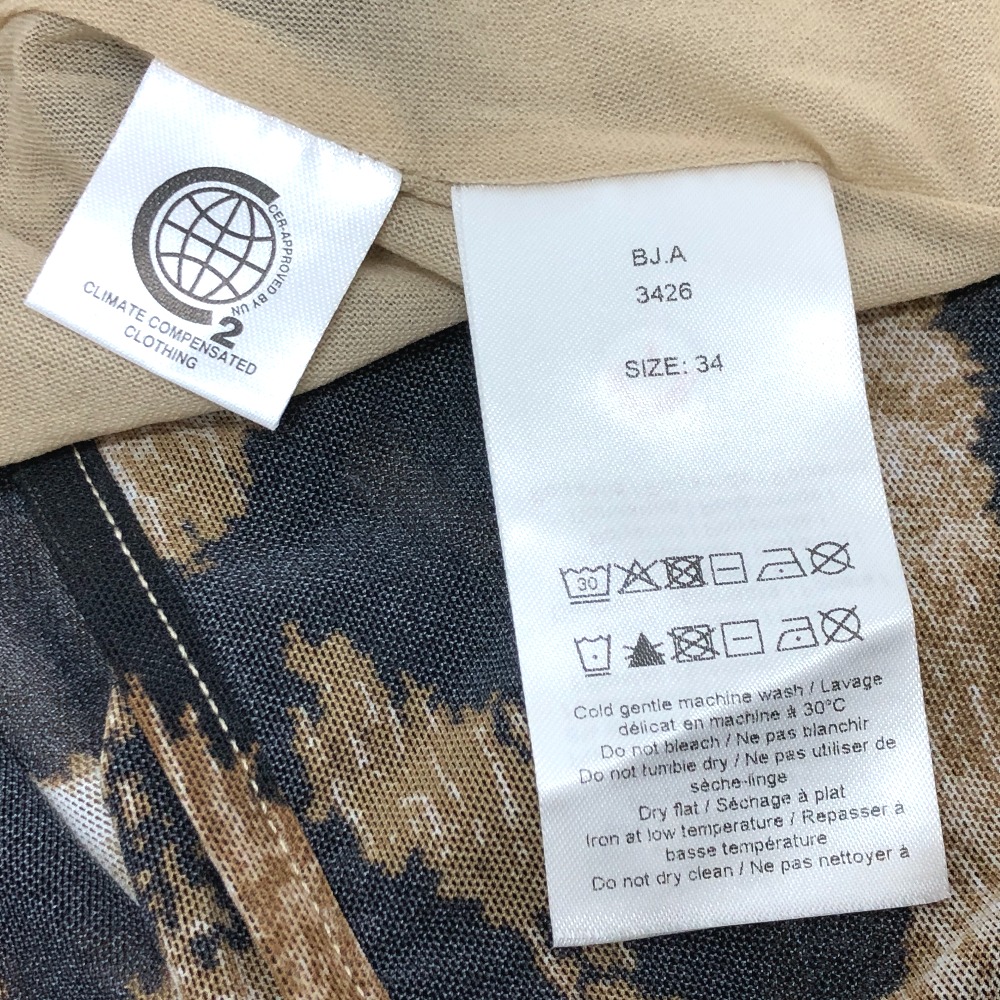 CER-APPROVED BY UN
2
CLIMATE COMPENSATED
CLOTHING
BJ.A
3426
SIZE: 34
30
Cold gentle machine wash / Lavage
délicat en machine à 30°C
Do not bleach / Ne pas blanchir
Do not tumble dry / Ne pas utiliser de
sèche-linge
Dry flat / Séchage à plat
Iron at low temperature / Repasser à
basse température
Do not dry clean / Ne pas nettoyer à